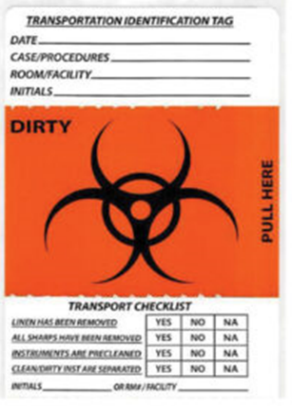 TRANSPORTATION IDENTIFICATION TAG
DATE
CASE/PROCEDURES
ROOM/FACILITY
INITIALS
DIRTY
PULL HERE
TRANSPORT CHECKLIST
LINEN HAS BEEN REMOVED YES NO NA
ALL SHARPS HAVE BEEN REMOVED YES NO NA
INSTRUMENTS ARE PRECLEANED YES NO NA
CLEAN/DIRTY INST ARE SEPARATED YES NO NA
INITIALS OR RM# / FACILITY